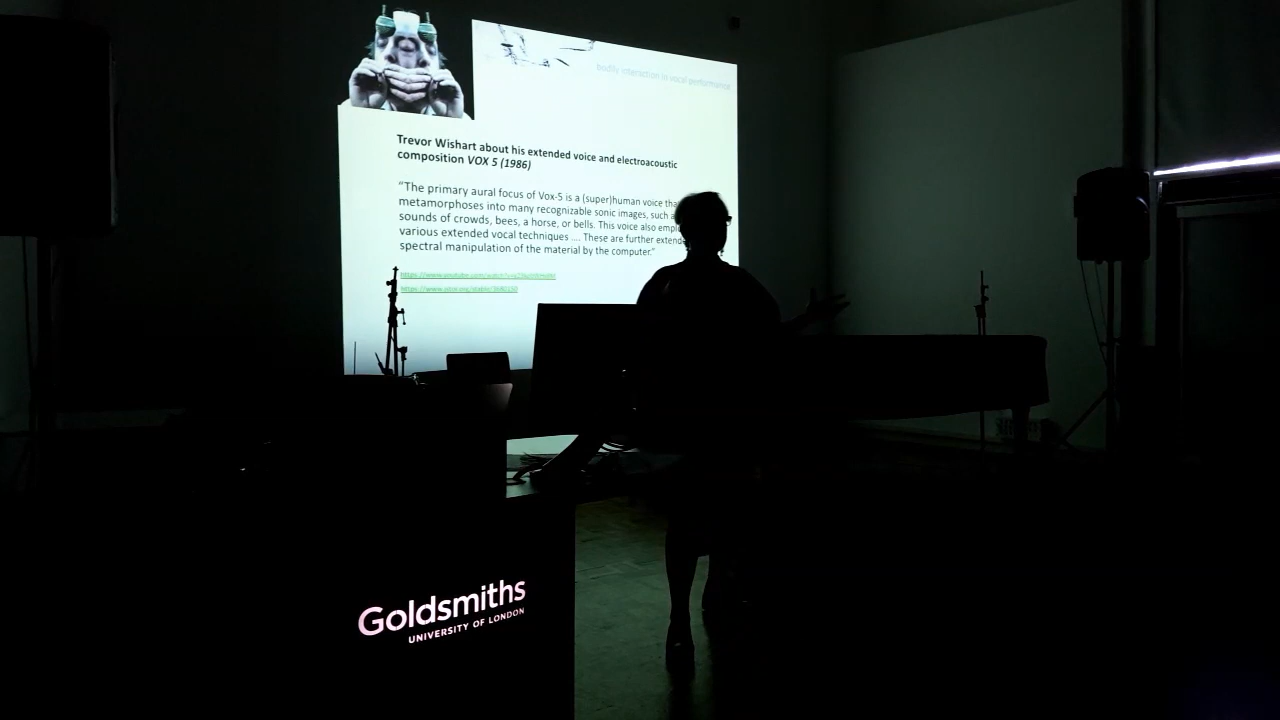 bodily interaction in vocal performance
Trevor Wishart about his extended voice and electroacoustic
composition VOX 5 (1986)
“The primary aural focus of Vox-5 is a (super)human voice
metamorphoses into many recognizable sonic images, such
sounds of crowds, bees, a horse, or bells. This voice also
various extended vocal techniques .... These are further
spectral manipulation of the material by the computer.”
Goldsmiths
UNIVERSITY OF LONDON